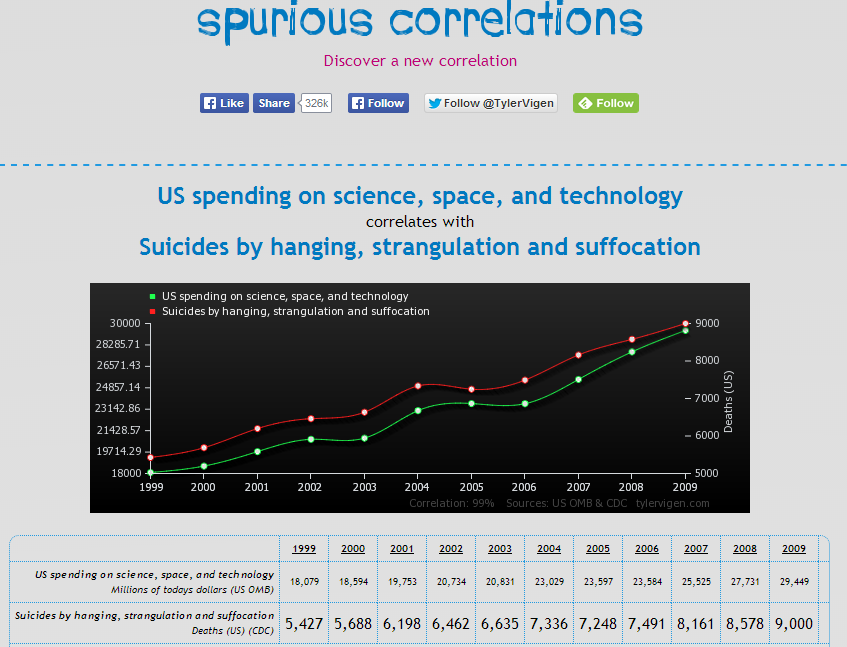 spurious correlations
Discover a new correlation
Like Share 326k Follow Follow @TylerVigen Follow
US spending on science, space, and technology
correlates with
Suicides by hanging, strangulation and suffocation
US spending on science, space, and technology
Suicides by hanging, strangulation and suffocation
30000
28285.71
26571.43
24857.14
23142.86
21428.57
19714.29
18000
9000
8000
7000
6000
5000
Deaths (US)
1999 2000 2001 2002 2003 2004 2005 2006 2007 2008 2009
Correlation: 99% Sources: US OMB & CDC tylervigen.com
1999 2000 2001 2002 2003 2004 2005 2006 2007 2008 2009
US spending on science, space, and technology
Millions of todays dollars (US OMB)
18,079 18,594 19,753 20,734 20,831 23,029 23,597 23,584 25,525 27,731 29,449
Suicides by hanging, strangulation and suffocation
Deaths (US) (CDC)
5,427 5,688 6,198 6,462 6,635 7,336 7,248 7,491 8,161 8,578 9,000